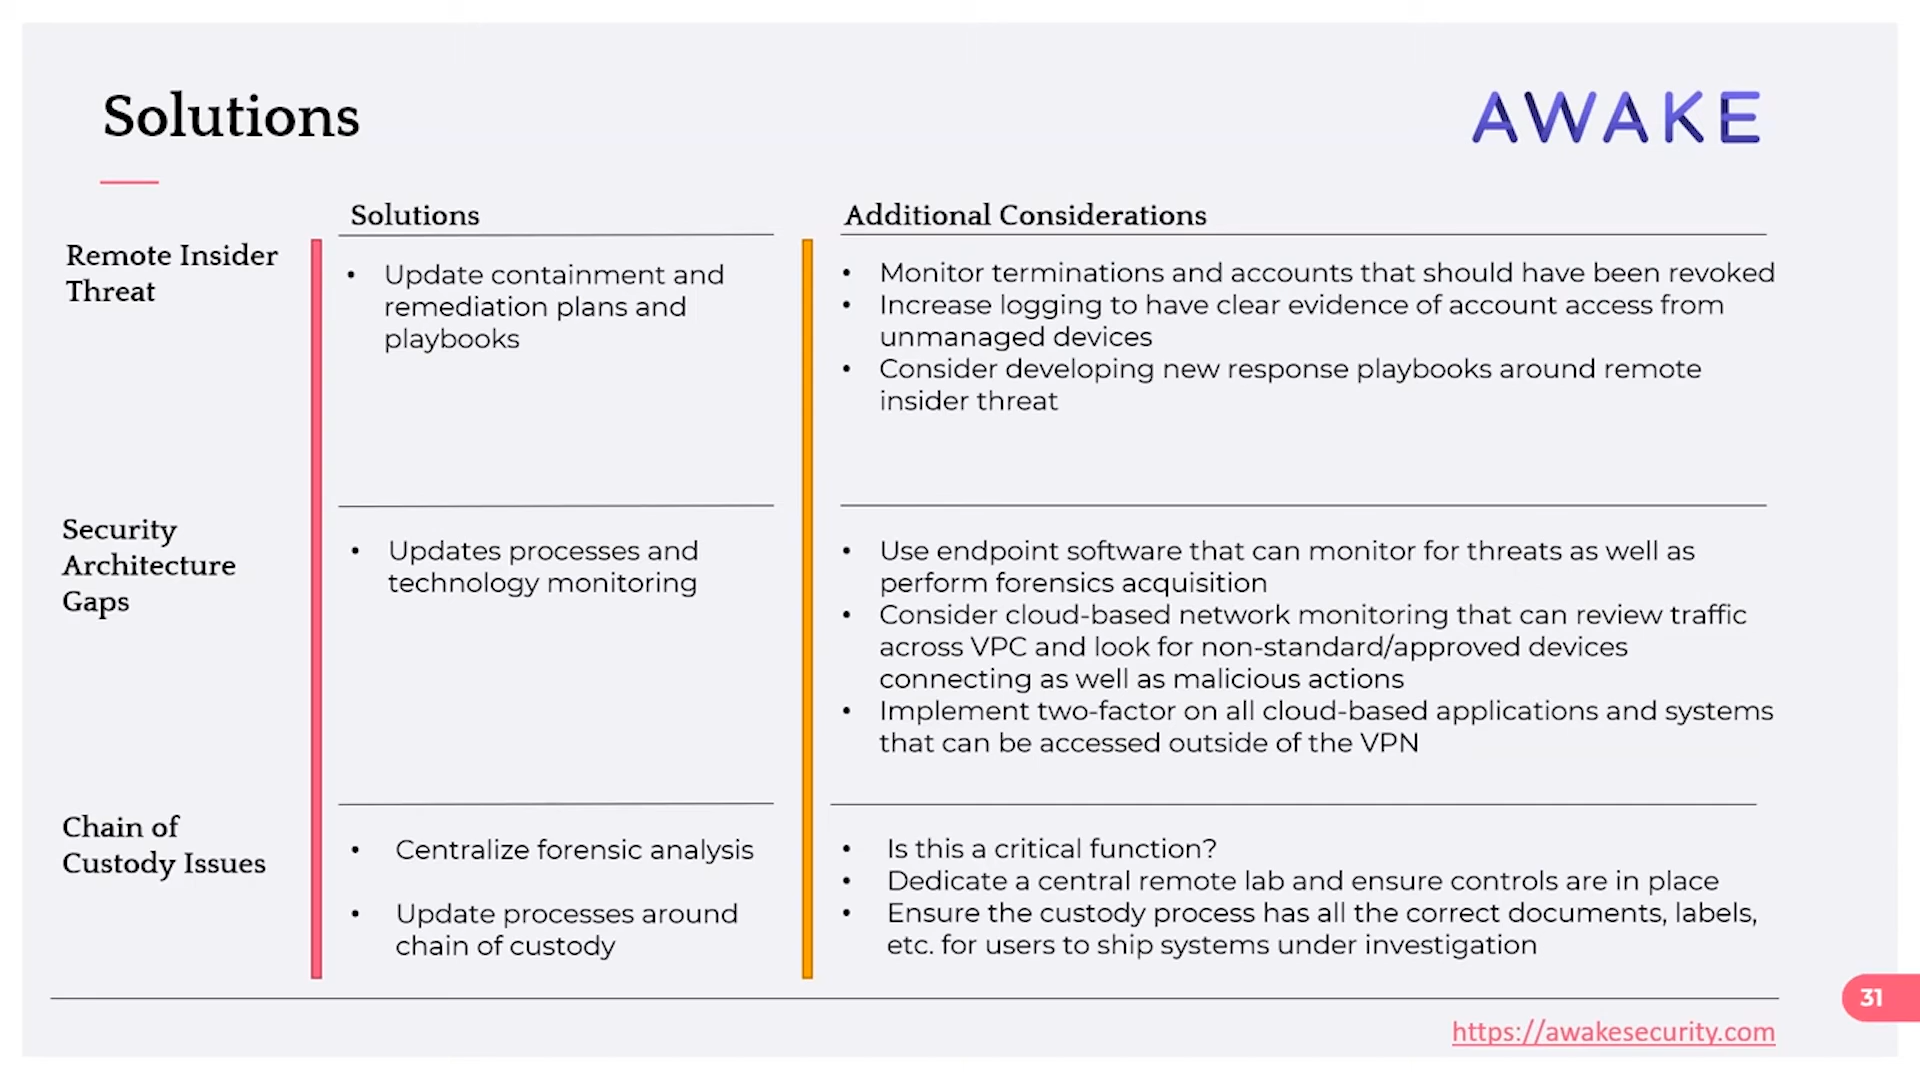 Solutions
AWAKE
Solutions
Additional Considerations
Remote Insider
Threat
• Update containment and
remediation plans and
playbooks
• Monitor terminations and accounts that should have been revoked
• Increase logging to have clear evidence of account access from
unmanaged devices
• Consider developing new response playbooks around remote
insider threat
Security
Architecture
Gaps
• Updates processes and
technology monitoring
• Use endpoint software that can monitor for threats as well as
perform forensics acquisition
• Consider cloud-based network monitoring that can review traffic
across VPC and look for non-standard/approved devices
connecting as well as malicious actions
• Implement two-factor on all cloud-based applications and systems
that can be accessed outside of the VPN
Chain of
Custody Issues
• Centralize forensic analysis
• Update processes around
chain of custody
• Is this a critical function?
• Dedicate a central remote lab and ensure controls are in place
• Ensure the custody process has all the correct documents, labels,
etc. for users to ship systems under investigation
31
https://awakesecurity.com